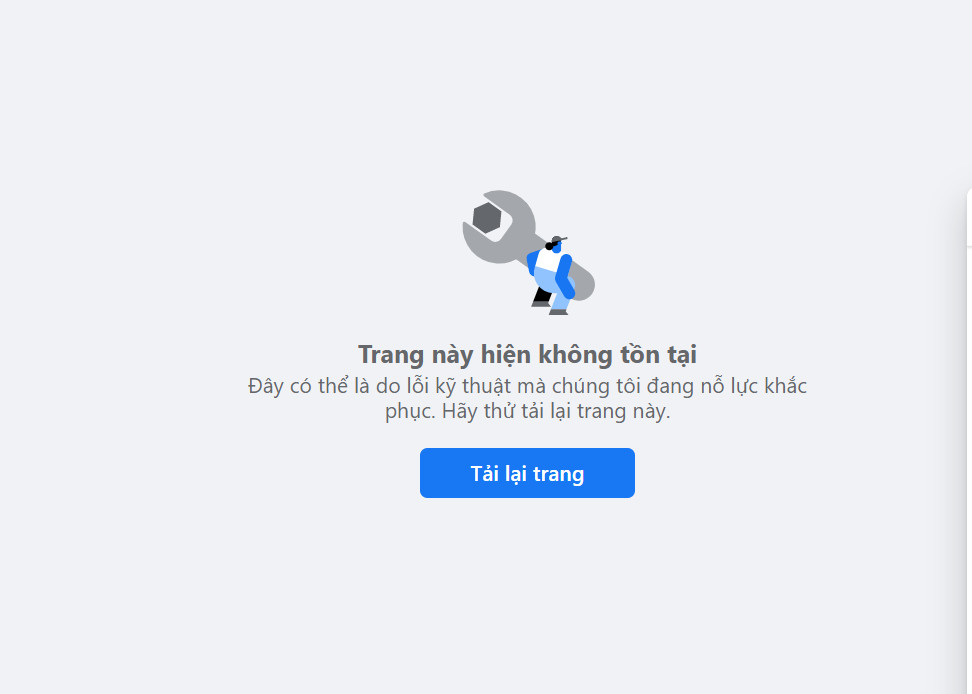 Trang này hiện không tồn tại
Đây có thể là do lỗi kỹ thuật mà chúng tôi đang nỗ lực khắc
phục. Hãy thử tải lại trang này.
Tải lại trang